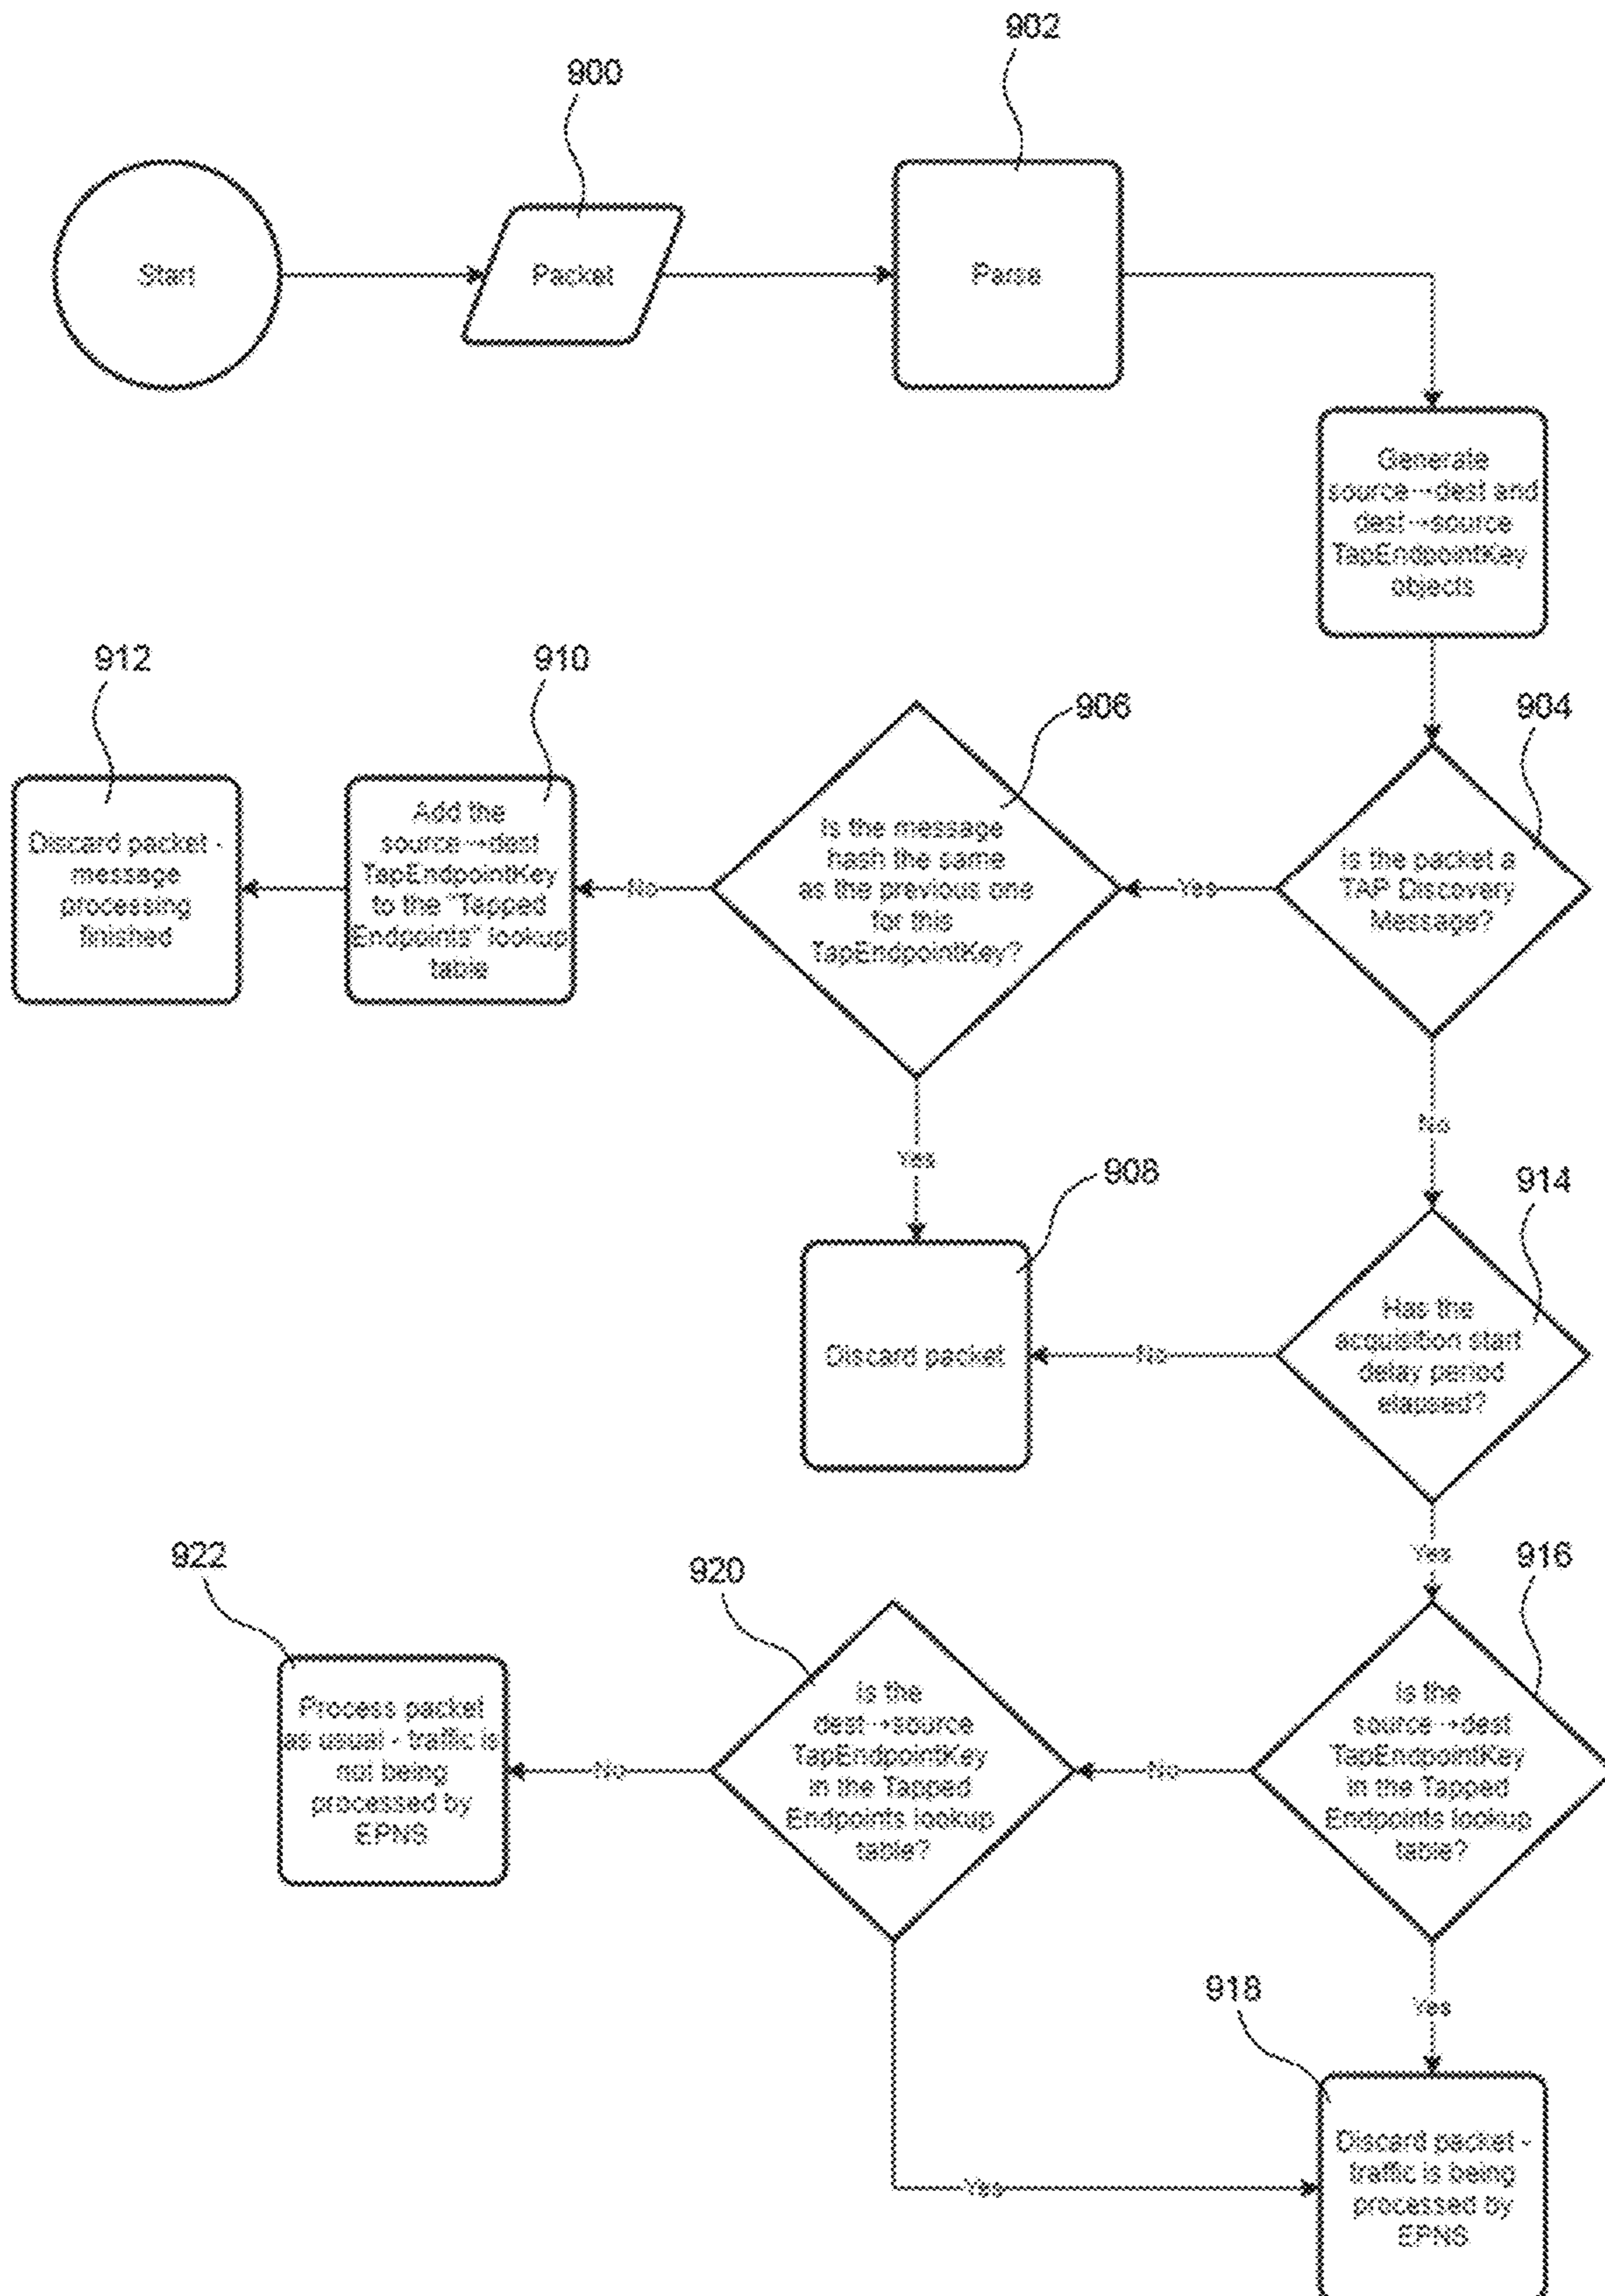 902
900
Start
Packet
Parse
Generate
source→dest and
dest→source
TapEndpointKey
objects
912
910
906
904
Discard packet -
message
processing
finished
Add the
source→dest
TapEndpointKey
to the "Tapped
Endpoints" lookup
table
No
Is the message
hash the same
as the previous one
for this
TapEndpointKey?
Yes
Is the packet a
TAP Discovery
Message?
Yes
No
908
914
Discard packet
No
Has the
acquisition start
delay period
elapsed?
Yes
922
920
916
Process packet
as usual - traffic is
not being
processed by
EPNS
No
Is the
dest→source
TapEndpointKey
in the Tapped
Endpoints lookup
table?
No
Is the
source→dest
TapEndpointKey
in the Tapped
Endpoints lookup
table?
918
Yes
Yes
Discard packet -
traffic is being
processed by
EPNS